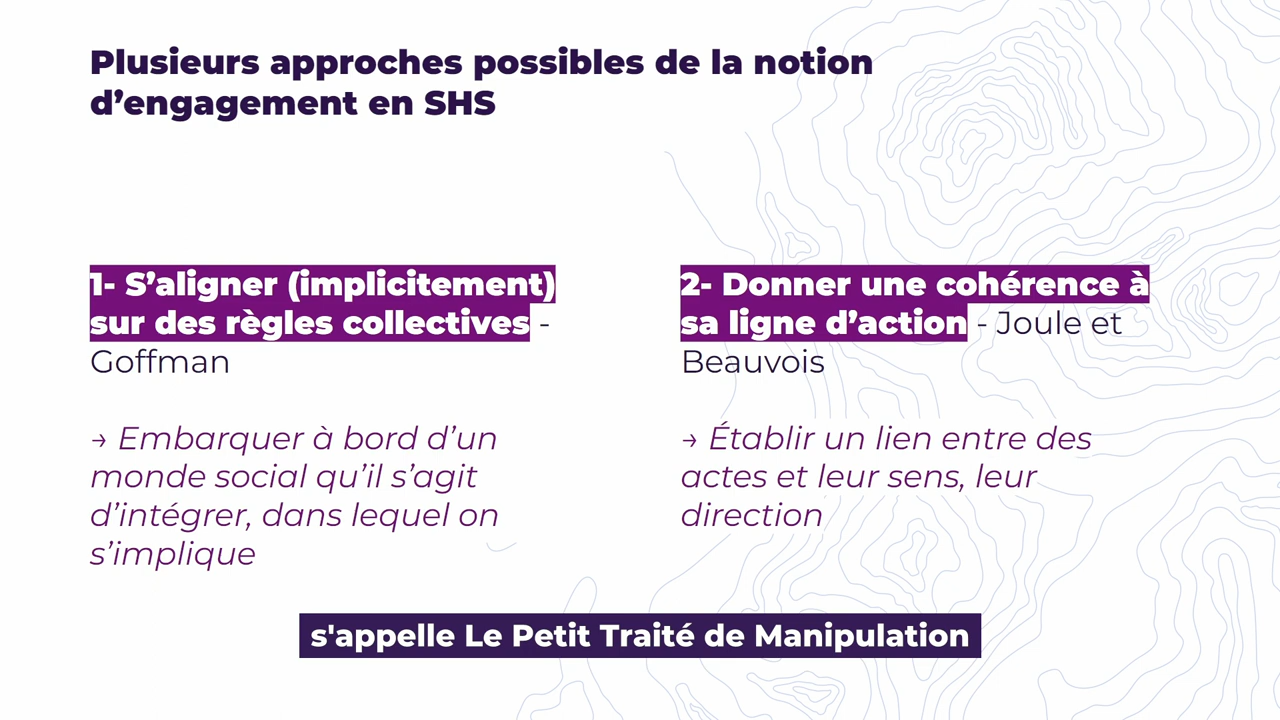 Plusieurs approches possibles de la notion
d’engagement en SHS
1- S’aligner (implicitement)
sur des règles collectives -
Goffman
→ Embarquer à bord d’un
monde social qu’il s’agit
d’intégrer, dans lequel on
s’implique
2- Donner une cohérence à
sa ligne d’action - Joule et
Beauvois
→ Établir un lien entre des
actes et leur sens, leur
direction
s'appelle Le Petit Traité de Manipulation